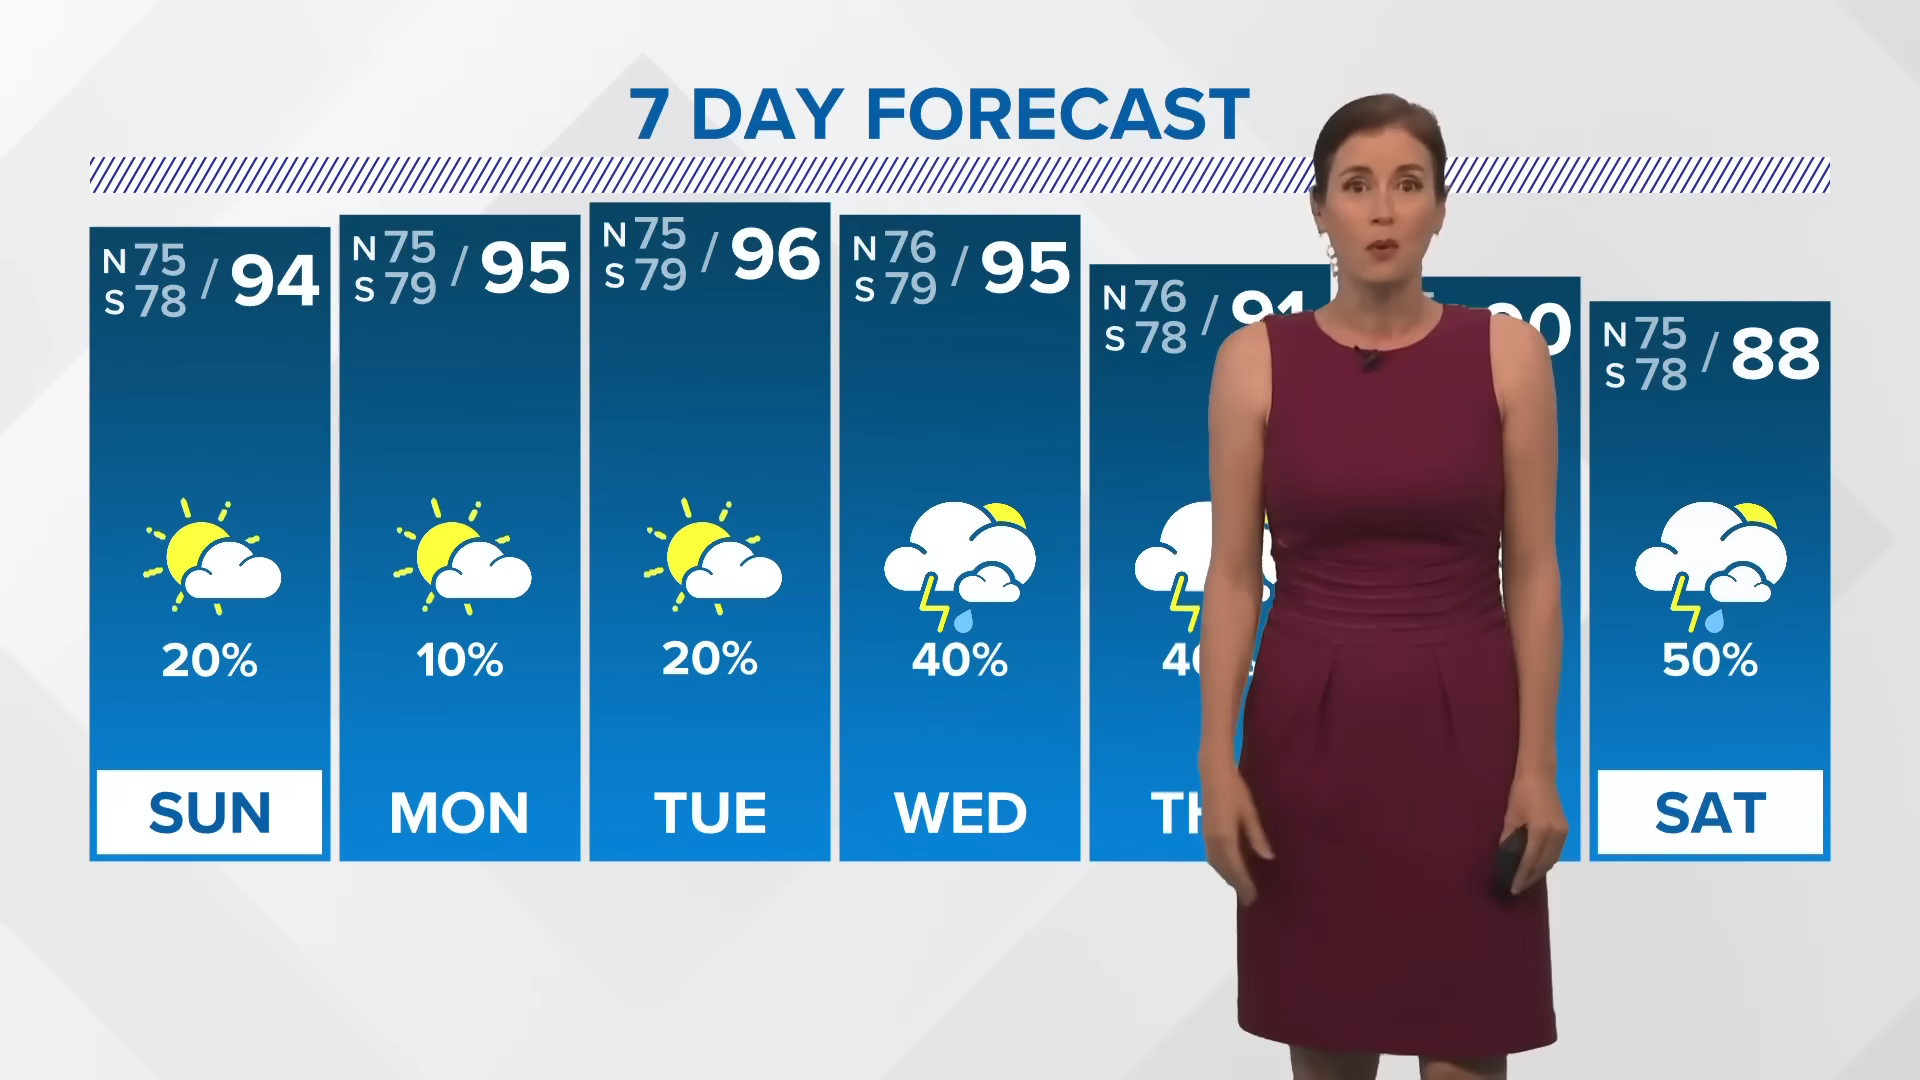 7 DAY FORECAST
N 75 / 94
S 78
N 75 / 95
S 79
N 75 / 96
S 79
N 76 / 95
S 79
N 76 / 91
S 78
N 75 / 88
S 78
20%
10%
20%
40%
50%
SUN
MON
TUE
WED
SAT